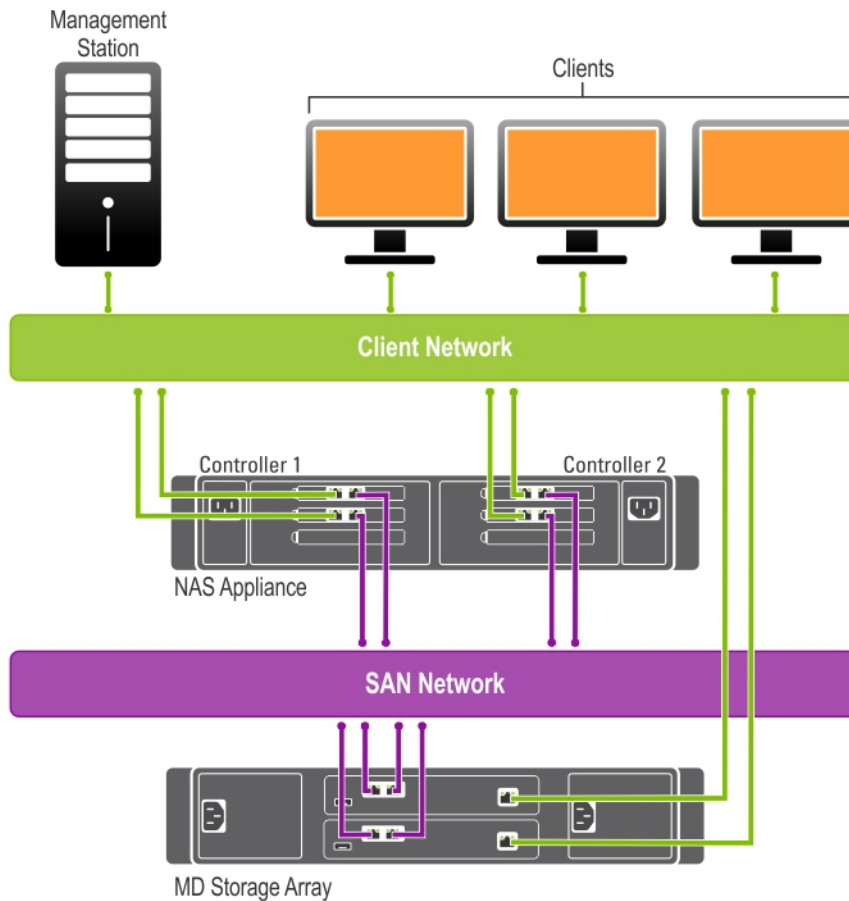 Management
Station
Clients
Client Network
Controller 1
Controller 2
NAS Appliance
SAN Network
MD Storage Array